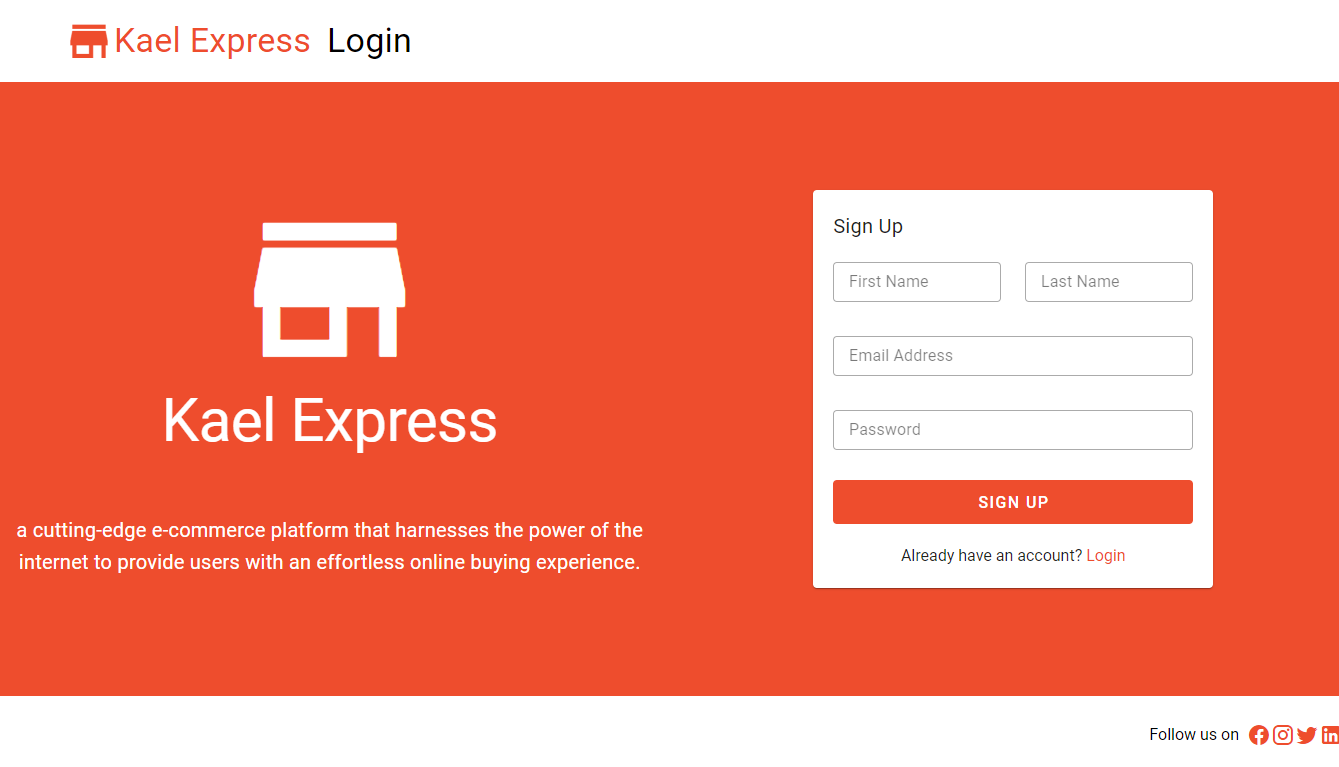 Kael Express Login
Kael Express
a cutting-edge e-commerce platform that harnesses the power of the
internet to provide users with an effortless online buying experience.
Sign Up
First Name
Last Name
Email Address
Password
SIGN UP
Already have an account? Login
Follow us on